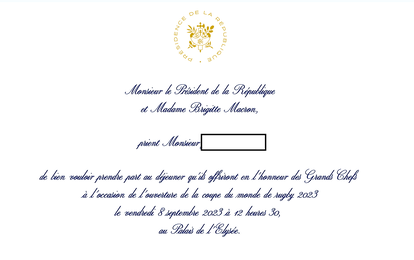 PRESIDENCE DE LA REPUBLIQUE
Monsieur le Président de la République
et Madame Brigitte Macron,
prient Monsieur
de bien vouloir prendre part au déjeuner qu'ils offriront en l'honneur des Grands Chefs
à l'occasion de l'ouverture de la coupe du monde de rugby 2023
le vendredi 8 septembre 2023 à 12 heures 30,
au Palais de l'Elysée.